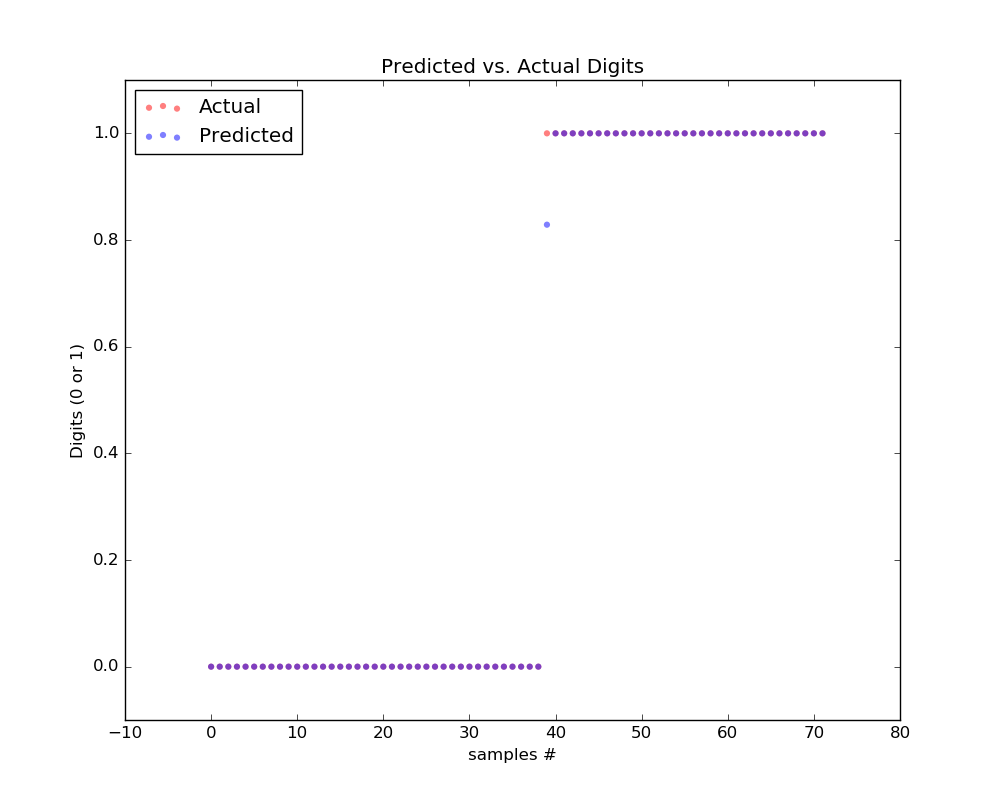 Predicted vs. Actual Digits
Actual
Predicted
1.0
0.8
0.6
0.4
0.2
0.0
Digits (0 or 1)
−10 0 10 20 30 40 50 60 70 80
samples #